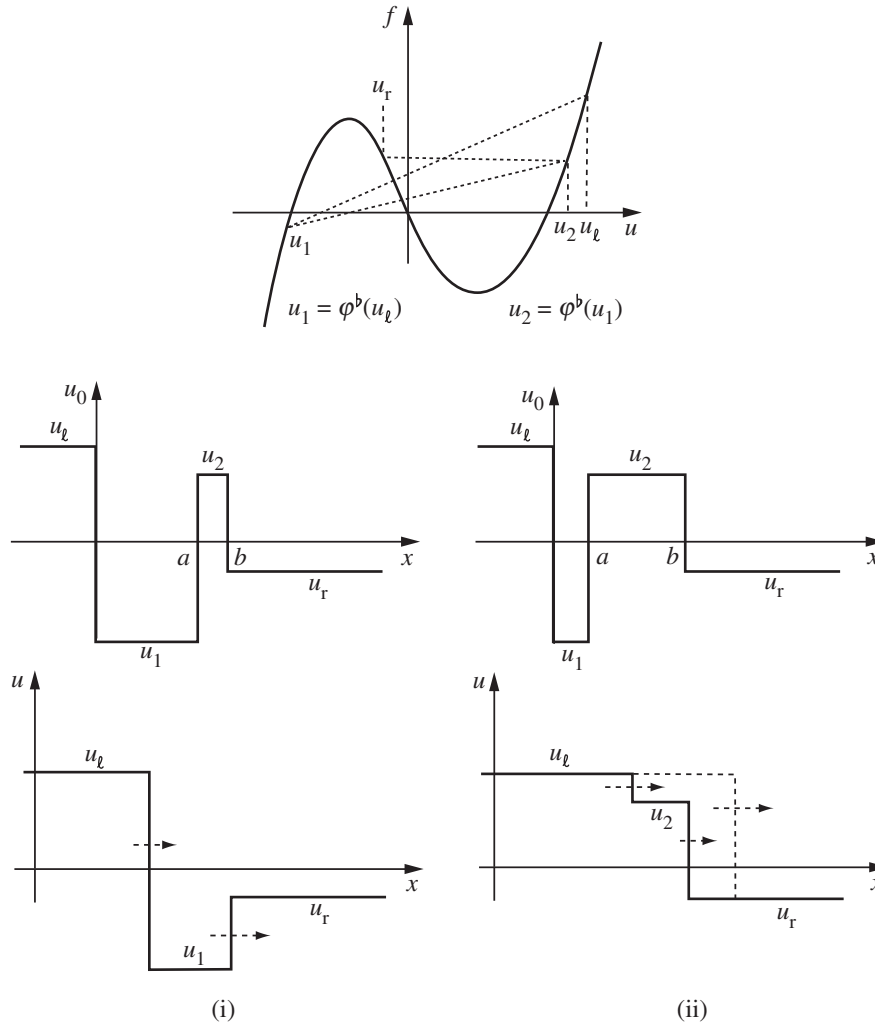 f
u_r
u_1
u_2 u_ℓ u
u_1 = φ^♭(u_ℓ) u_2 = φ^♭(u_1)
u_0
u_ℓ
u_2
a b x
u_r
u_1
u_0
u_ℓ
u_2
a b x
u_r
u_1
u
u_ℓ
x
u_r
u_1
u
u_ℓ
u_2
x
u_r
(i) (ii)